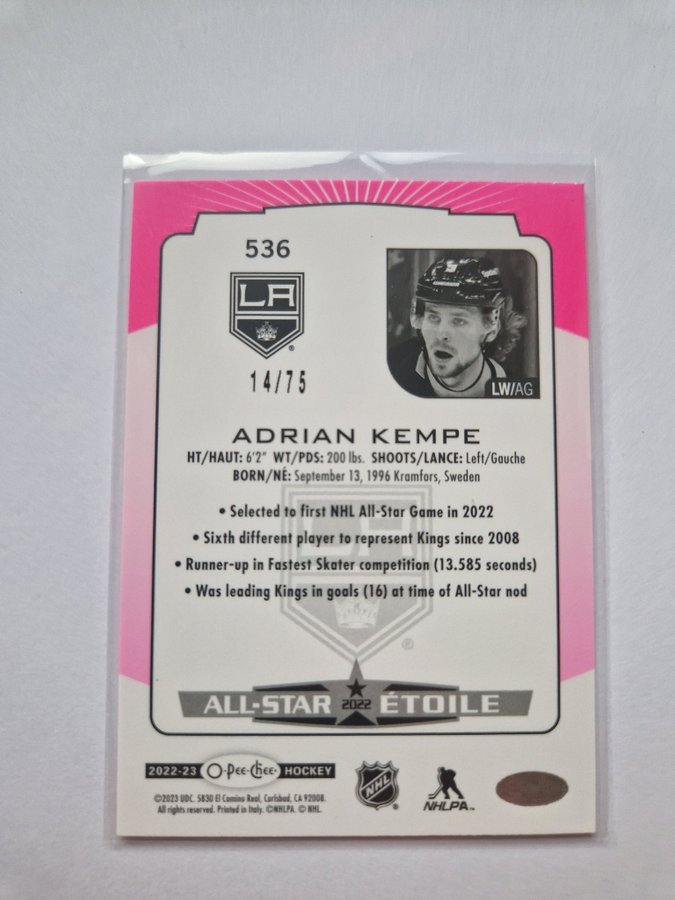 536
LA
14/75
LW/AG
ADRIAN KEMPE
HT/HAUT: 6'2" WT/PDS: 200 lbs. SHOOTS/LANCE: Left/Gauche
BORN/NÉ: September 13, 1996 Kramfors, Sweden
• Selected to first NHL All-Star Game in 2022
• Sixth different player to represent Kings since 2008
• Runner-up in Fastest Skater competition (13.585 seconds)
• Was leading Kings in goals (16) at time of All-Star nod
LA
ALL-STAR 2022 ÉTOILE
2022-23 O-Pee-Chee HOCKEY
©2023 UDC. 5830 El Camino Real, Carlsbad, CA 92008.
All rights reserved. Printed in Italy. ©NHLPA. © NHL.
NHL
NHLPA™